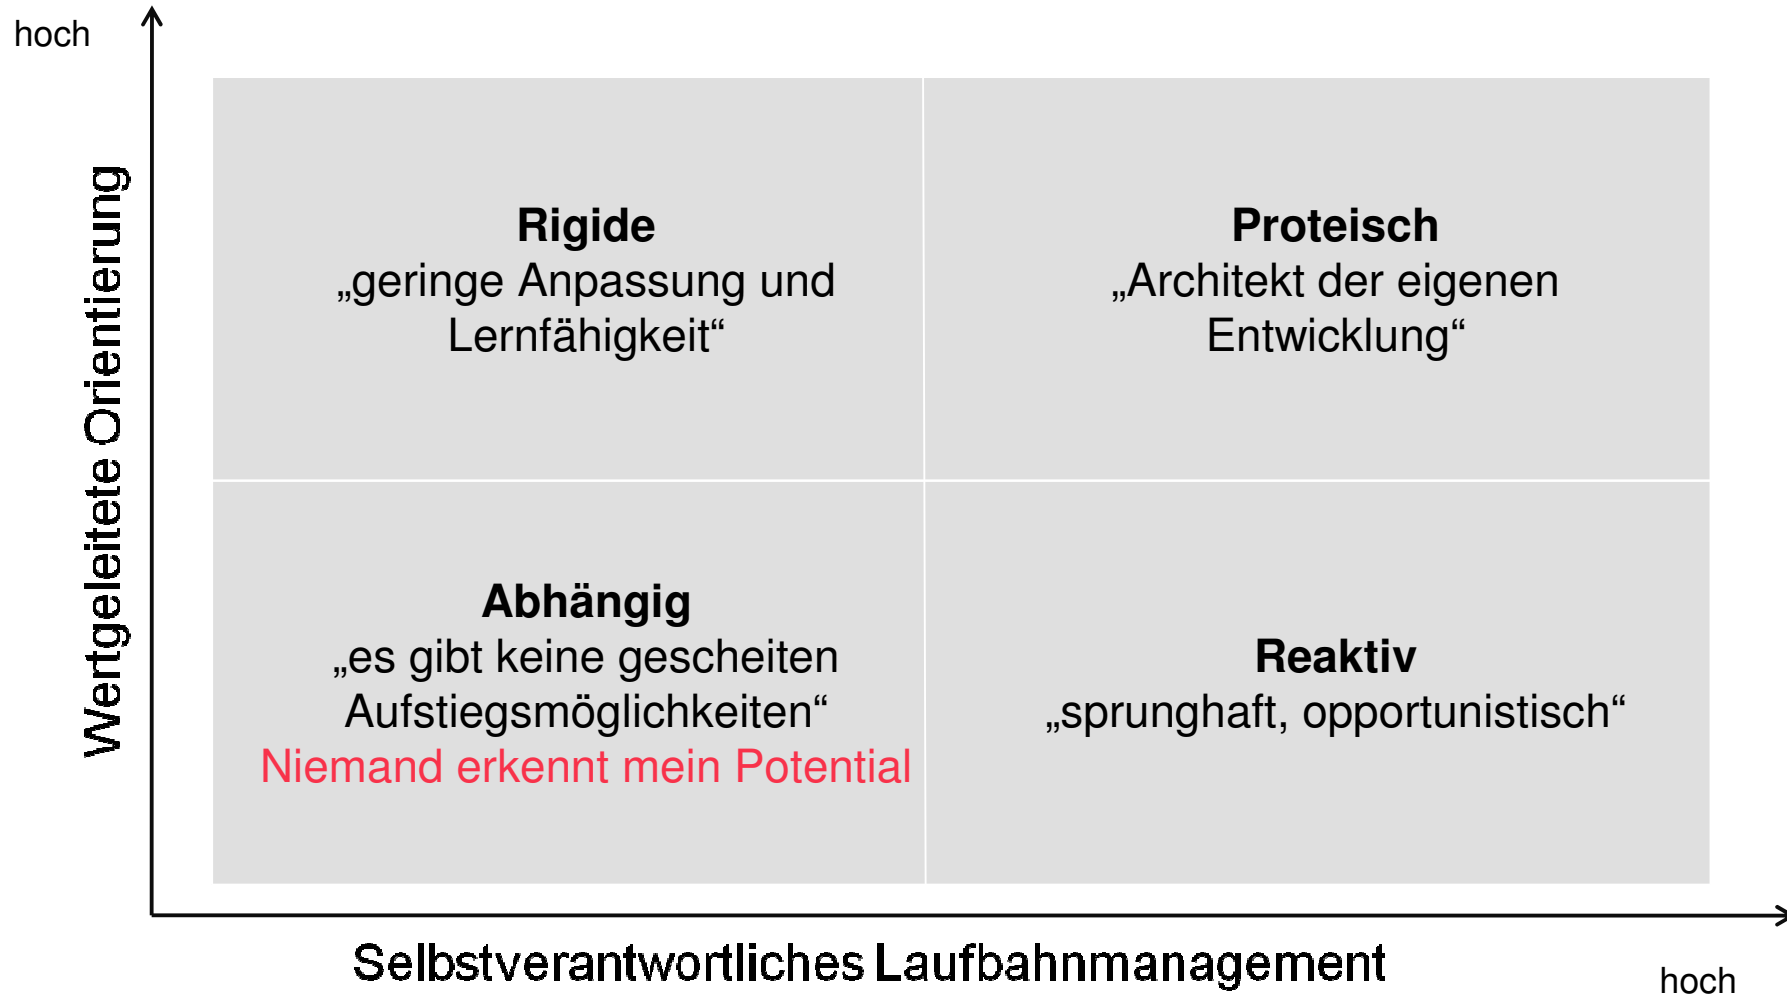 hoch
Wertgeleitete Orientierung
Rigide
„geringe Anpassung und
Lernfähigkeit“
Proteisch
„Architekt der eigenen
Entwicklung“
Abhängig
„es gibt keine gescheiten
Aufstiegsmöglichkeiten“
Niemand erkennt mein Potential
Reaktiv
„sprunghaft, opportunistisch“
Selbstverantwortliches Laufbahnmanagement
hoch